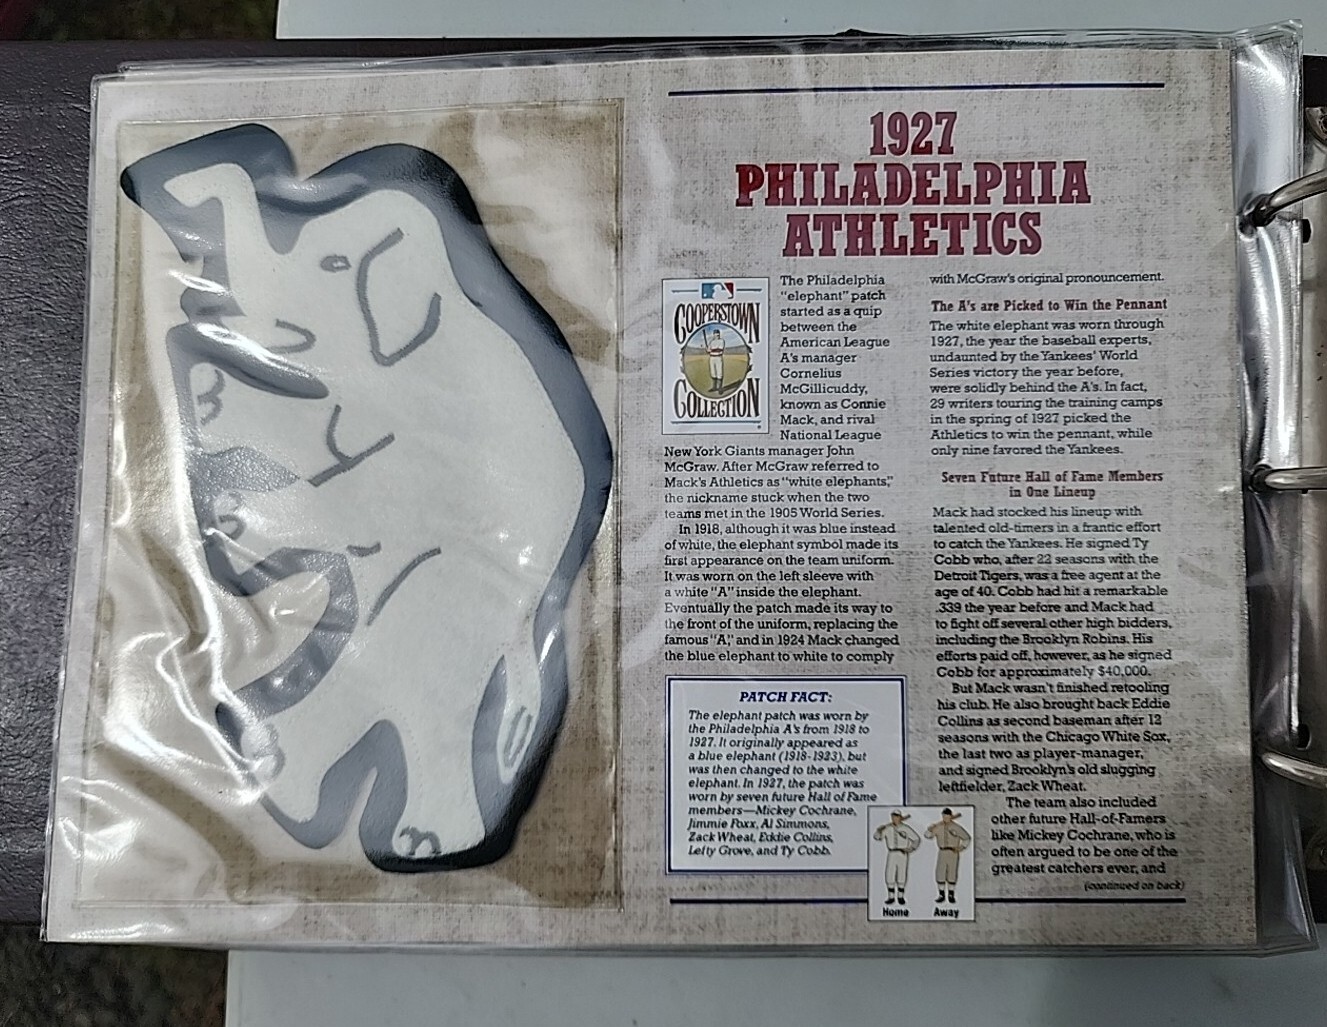 1927
PHILADELPHIA
ATHLETICS
COOPERSTOWN
COLLECTION
The Philadelphia
"elephant" patch
started as a quip
between the
American League
A's manager
Cornelius
McGillicuddy,
known as Connie
Mack, and rival
National League
New York Giants manager John
McGraw. After McGraw referred to
Mack's Athletics as "white elephants,"
the nickname stuck when the two
teams met in the 1905 World Series.
In 1918, although it was blue instead
of white, the elephant symbol made its
first appearance on the team uniform.
It was worn on the left sleeve with
a white "A" inside the elephant.
Eventually the patch made its way to
the front of the uniform, replacing the
famous "A," and in 1924 Mack changed
the blue elephant to white to comply
PATCH FACT:
The elephant patch was worn by
the Philadelphia A's from 1918 to
1927. It originally appeared as
a blue elephant (1918-1923), but
was then changed to the white
elephant. In 1927, the patch was
worn by seven future Hall of Fame
members—Mickey Cochrane,
Jimmie Foxx, Al Simmons,
Zack Wheat, Eddie Collins,
Lefty Grove, and Ty Cobb.
with McGraw's original pronouncement.
The A's are Picked to Win the Pennant
The white elephant was worn through
1927, the year the baseball experts,
undaunted by the Yankees' World
Series victory the year before,
were solidly behind the A's. In fact,
29 writers touring the training camps
in the spring of 1927 picked the
Athletics to win the pennant, while
only nine favored the Yankees.
Seven Future Hall of Fame Members
in One Lineup
Mack had stocked his lineup with
talented old-timers in a frantic effort
to catch the Yankees. He signed Ty
Cobb who, after 22 seasons with the
Detroit Tigers, was a free agent at the
age of 40. Cobb had hit a remarkable
.339 the year before and Mack had
to fight off several other high bidders,
including the Brooklyn Robins. His
efforts paid off, however, as he signed
Cobb for approximately $40,000.
But Mack wasn't finished retooling
his club. He also brought back Eddie
Collins as second baseman after 12
seasons with the Chicago White Sox,
the last two as player-manager,
and signed Brooklyn's old slugging
leftfielder, Zack Wheat.
The team also included
other future Hall-of-Famers
like Mickey Cochrane, who is
often argued to be one of the
greatest catchers ever, and
(continued on back)
Home Away